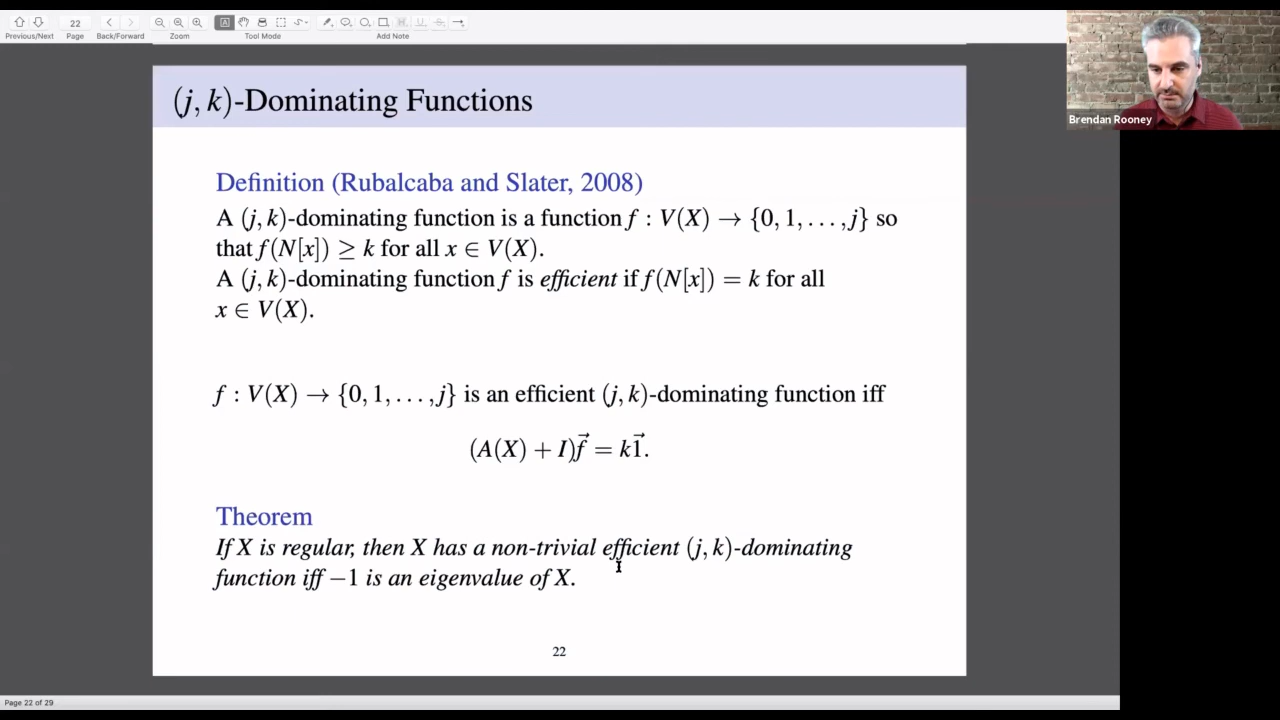 22
Previous/Next
Page
Back/Forward
Zoom
Tool Mode
Add Note
Brendan Rooney
(j, k)-Dominating Functions
Definition (Rubalcaba and Slater, 2008)
A (j, k)-dominating function is a function f : V(X) → {0, 1, . . . , j} so
that f(N[x]) ≥ k for all x ∈ V(X).
A (j, k)-dominating function f is efficient if f(N[x]) = k for all
x ∈ V(X).
f : V(X) → {0, 1, . . . , j} is an efficient (j, k)-dominating function iff
(A(X) + I)f⃗ = k1⃗.
Theorem
If X is regular, then X has a non-trivial efficient (j, k)-dominating
function iff −1 is an eigenvalue of X.
22
Page 22 of 29